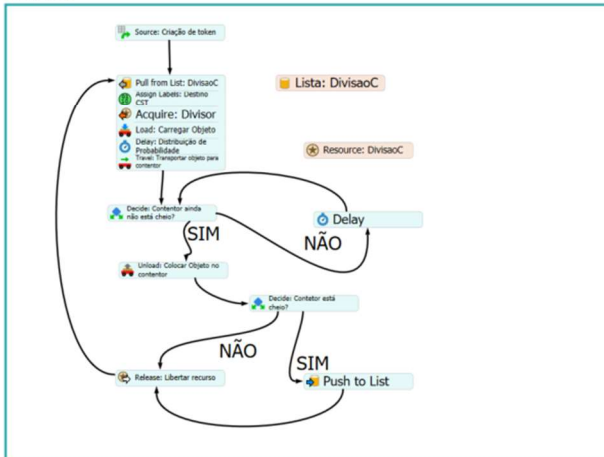 Source: Criação de token
Pull from List: DivisaoC
Assign Labels: Destino
CST
Acquire: Divisor
Load: Carregar Objeto
Delay: Distribuição de
Probabilidade
Travel: Transportar objeto para
contentor
Lista: DivisaoC
Resource: DivisaoC
Decide: Contentor ainda
não está cheio?
Delay
SIM
NÃO
Unload: Colocar Objeto no
contentor
Decide: Contetor está
cheio?
NÃO
SIM
Release: Libertar recurso
Push to List